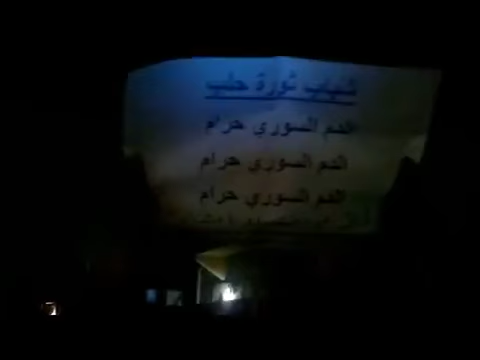 شباب ثورة حلب
الدم السوري حرام
الدم السوري حرام
الدم السوري حرام